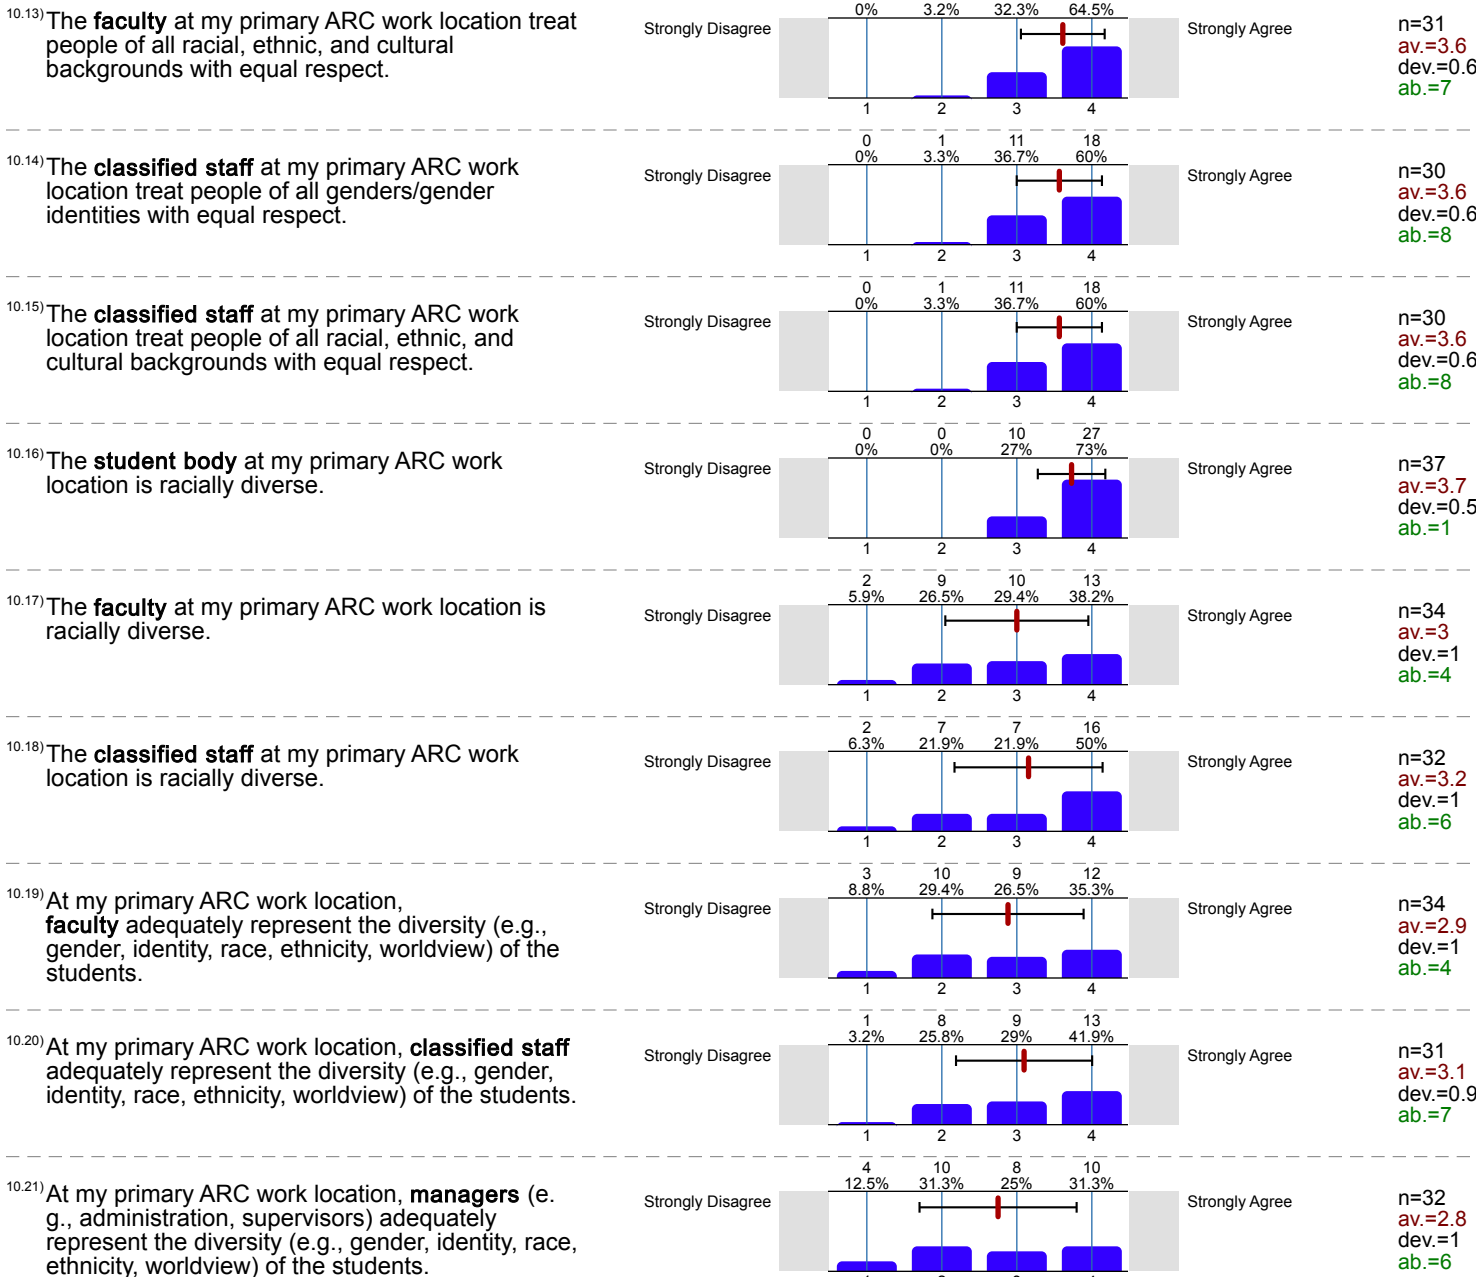 0% 3.2% 32.3% 64.5%
10.13) The faculty at my primary ARC work location treat
people of all racial, ethnic, and cultural
backgrounds with equal respect.
Strongly Disagree
Strongly Agree
n=31
av.=3.6
dev.=0.6
ab.=7
1 2 3 4
0 1 11 18
0% 3.3% 36.7% 60%
10.14) The classified staff at my primary ARC work
location treat people of all genders/gender
identities with equal respect.
Strongly Disagree
Strongly Agree
n=30
av.=3.6
dev.=0.6
ab.=8
1 2 3 4
0 1 11 18
0% 3.3% 36.7% 60%
10.15) The classified staff at my primary ARC work
location treat people of all racial, ethnic, and
cultural backgrounds with equal respect.
Strongly Disagree
Strongly Agree
n=30
av.=3.6
dev.=0.6
ab.=8
1 2 3 4
0 0 10 27
0% 0% 27% 73%
10.16) The student body at my primary ARC work
location is racially diverse.
Strongly Disagree
Strongly Agree
n=37
av.=3.7
dev.=0.5
ab.=1
1 2 3 4
2 9 10 13
5.9% 26.5% 29.4% 38.2%
10.17) The faculty at my primary ARC work location is
racially diverse.
Strongly Disagree
Strongly Agree
n=34
av.=3
dev.=1
ab.=4
1 2 3 4
2 7 7 16
6.3% 21.9% 21.9% 50%
10.18) The classified staff at my primary ARC work
location is racially diverse.
Strongly Disagree
Strongly Agree
n=32
av.=3.2
dev.=1
ab.=6
1 2 3 4
3 10 9 12
8.8% 29.4% 26.5% 35.3%
10.19) At my primary ARC work location,
faculty adequately represent the diversity (e.g.,
gender, identity, race, ethnicity, worldview) of the
students.
Strongly Disagree
Strongly Agree
n=34
av.=2.9
dev.=1
ab.=4
1 2 3 4
1 8 9 13
3.2% 25.8% 29% 41.9%
10.20) At my primary ARC work location, classified staff
adequately represent the diversity (e.g., gender,
identity, race, ethnicity, worldview) of the students.
Strongly Disagree
Strongly Agree
n=31
av.=3.1
dev.=0.9
ab.=7
1 2 3 4
4 10 8 10
12.5% 31.3% 25% 31.3%
10.21) At my primary ARC work location, managers (e.
g., administration, supervisors) adequately
represent the diversity (e.g., gender, identity, race,
ethnicity, worldview) of the students.
Strongly Disagree
Strongly Agree
n=32
av.=2.8
dev.=1
ab.=6